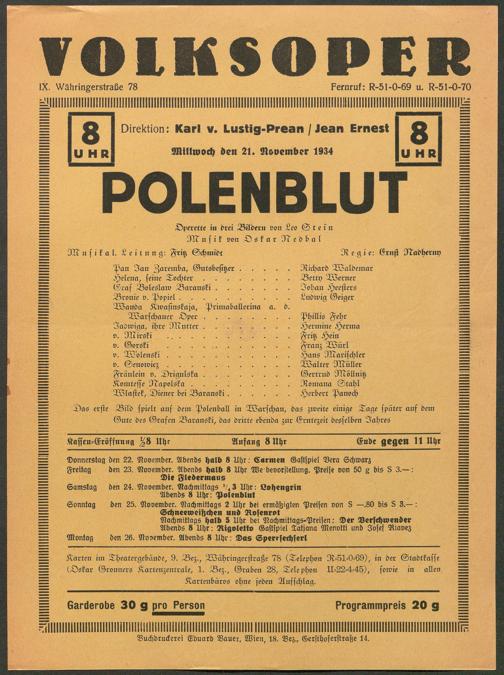 VOLKSOPER
IX. Währingerstraße 78 Fernruf: R-51-0-69 u. R-51-0-70
8 UHR Direktion: Karl v. Lustig-Prean / Jean Ernest 8 UHR
Mittwoch den 21. November 1934
POLENBLUT
Operette in drei Bildern von Leo Stein
Musik von Oskar Nedbal
Musikal. Leitung: Fritz Schmidt Regie: Ernst Nadherny
Pan Jan Zaremba, Gutsbesitzer . . . . . Richard Waldemar
Helena, seine Tochter . . . . . . . Betty Werner
Graf Boleslaw Baranski . . . . . . . Johan Heesters
Bronio v. Popiel . . . . . . . . . Ludwig Geiger
Wanda Kwasinskaja, Primaballerina a. d.
Warschauer Oper . . . . . . . . Phillis Fehr
Jadwiga, ihre Mutter . . . . . . . Hermine Herma
v. Mirski . . . . . . . . . . . Fritz Hein
v. Gorski . . . . . . . . . . . Franz Würl
v. Wolenski . . . . . . . . . . Hans Marischler
v. Senowicz . . . . . . . . . . Walter Müller
Fräulein v. Drigulska . . . . . . . Gertrud Möllnitz
Komtesse Napolska . . . . . . . . Romana Stahl
Wlastek, Diener bei Baranski . . . . . . Herbert Panoch
Das erste Bild spielt auf dem Polenball in Warschau, das zweite einige Tage später auf dem
Gute des Grafen Baranski, das dritte ebenda zur Erntezeit desselben Jahres
Kassen-Eröffnung ½8 Uhr Anfang 8 Uhr Ende gegen 11 Uhr
Donnerstag den 22. November. Abends halb 8 Uhr: Carmen Gastspiel Vera Schwarz
Freitag den 23. November. Abends halb 8 Uhr We bevorstellung. Preise von 50 g bis S 3.—:
Die Fledermaus
Samstag den 24. November. Nachmittags ½3 Uhr: Lohengrin
Abends 8 Uhr: Polenblut
Sonntag den 25. November. Nachmittags 2 Uhr bei ermäßigten Preisen von S —.80 bis S 3.—:
Schneeweißchen und Rosenrot
Nachmittags halb 5 Uhr bei Nachmittags-Preisen: Der Verschwender
Abends 8 Uhr: Rigoletto Gastspiel Tatjana Menotti und Josef Riavez
Montag den 26. November. Abends 8 Uhr: Das Spersechserl
Karten im Theatergebäude, 9. Bez., Währingerstraße 78 (Telephon R-51-0-69), in der Stadtkasse
(Oskar Gronners Kartenzentrale, 1. Bez., Graben 28, Telephon U-22-4-45), sowie in allen
Kartenbüros ohne jeden Aufschlag.
Garderobe 30 g pro Person Programmpreis 20 g
Buchdruckerei Eduard Bauer, Wien, 18. Bez., Gersthoferstraße 14.